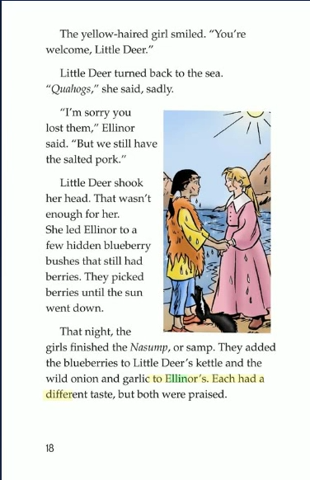 The yellow-haired girl smiled. “You’re
welcome, Little Deer.”
Little Deer turned back to the sea.
“Quahogs,” she said, sadly.
“I’m sorry you
lost them,” Ellinor
said. “But we still have
the salted pork.”
Little Deer shook
her head. That wasn’t
enough for her.
She led Ellinor to a
few hidden blueberry
bushes that still had
berries. They picked
berries until the sun
went down.
That night, the
girls finished the Nasump, or samp. They added
the blueberries to Little Deer’s kettle and the
wild onion and garlic to Ellinor’s. Each had a
different taste, but both were praised.
18